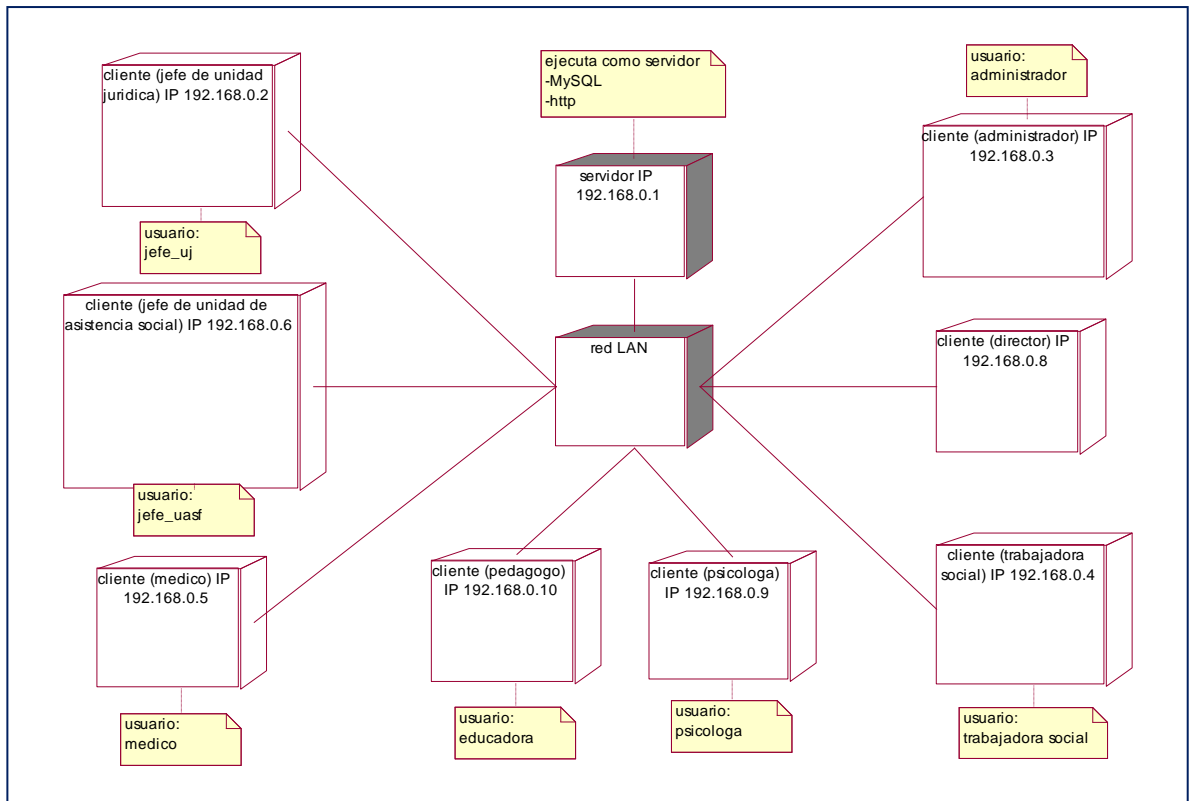 cliente (jefe de unidad
juridica) IP 192.168.0.2
usuario:
jefe_uj
ejecuta como servidor
-MySQL
-http
servidor IP
192.168.0.1
usuario:
administrador
cliente (administrador) IP
192.168.0.3
cliente (jefe de unidad de
asistencia social) IP 192.168.0.6
usuario:
jefe_uasf
red LAN
cliente (director) IP
192.168.0.8
cliente (medico) IP
192.168.0.5
usuario:
medico
cliente (pedagogo)
IP 192.168.0.10
usuario:
educadora
cliente (psicologa)
IP 192.168.0.9
usuario:
psicologa
cliente (trabajadora
social) IP 192.168.0.4
usuario:
trabajadora social